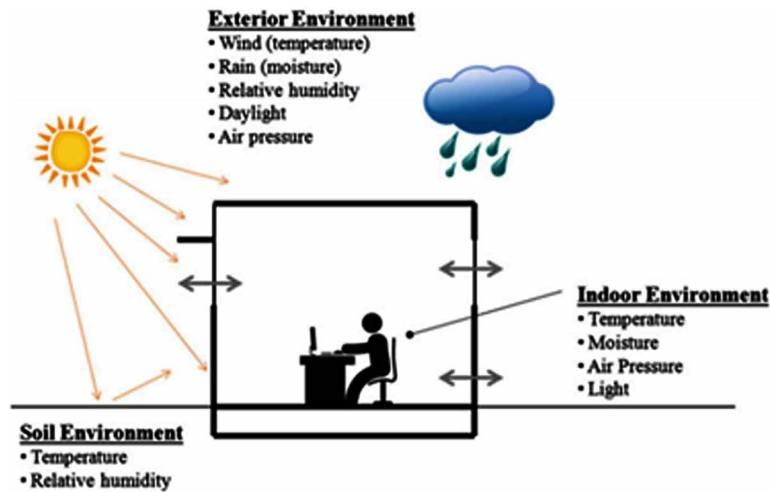 Exterior Environment
• Wind (temperature)
• Rain (moisture)
• Relative humidity
• Daylight
• Air pressure
Indoor Environment
• Temperature
• Moisture
• Air Pressure
• Light
Soil Environment
• Temperature
• Relative humidity